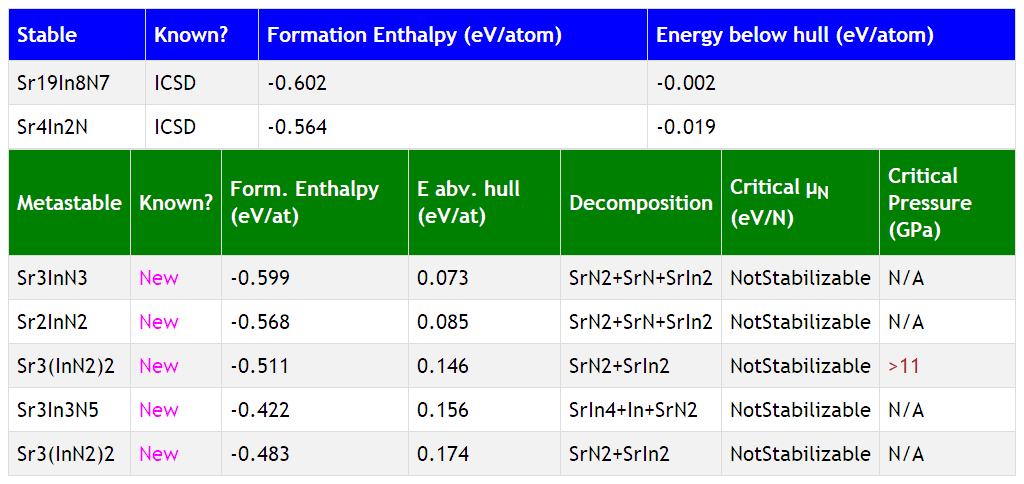 Stable Known? Formation Enthalpy (eV/atom) Energy below hull (eV/atom)
Sr19In8N7 ICSD -0.602 -0.002
Sr4In2N ICSD -0.564 -0.019
Metastable Known? Form. Enthalpy (eV/at) E abv. hull (eV/at) Decomposition Critical μN (eV/N) Critical Pressure (GPa)
Sr3InN3 New -0.599 0.073 SrN2+SrN+SrIn2 NotStabilizable N/A
Sr2InN2 New -0.568 0.085 SrN2+SrN+SrIn2 NotStabilizable N/A
Sr3(InN2)2 New -0.511 0.146 SrN2+SrIn2 NotStabilizable >11
Sr3In3N5 New -0.422 0.156 SrIn4+In+SrN2 NotStabilizable N/A
Sr3(InN2)2 New -0.483 0.174 SrN2+SrIn2 NotStabilizable N/A